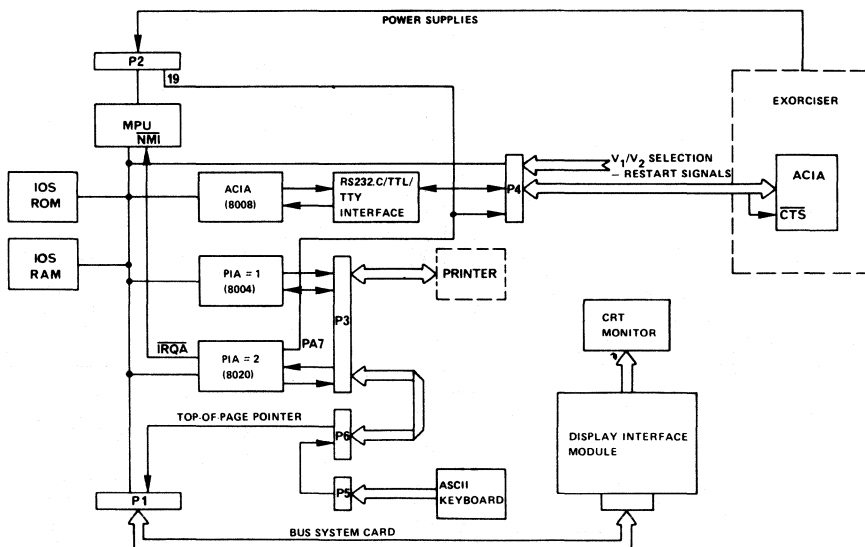 POWER SUPPLIES
P2
19
EXORCISER
MPU
NMI
V1/V2 SELECTION
– RESTART SIGNALS
IOS
ROM
ACIA
(8008)
RS232.C/TTL/
TTY
INTERFACE
P4
ACIA
CTS
IOS
RAM
PIA = 1
(8004)
P3
PRINTER
CRT
MONITOR
IRQA
PIA = 2
(8020)
PA7
TOP-OF-PAGE POINTER
P6
DISPLAY INTERFACE
MODULE
P5
ASCII
KEYBOARD
P1
BUS SYSTEM CARD